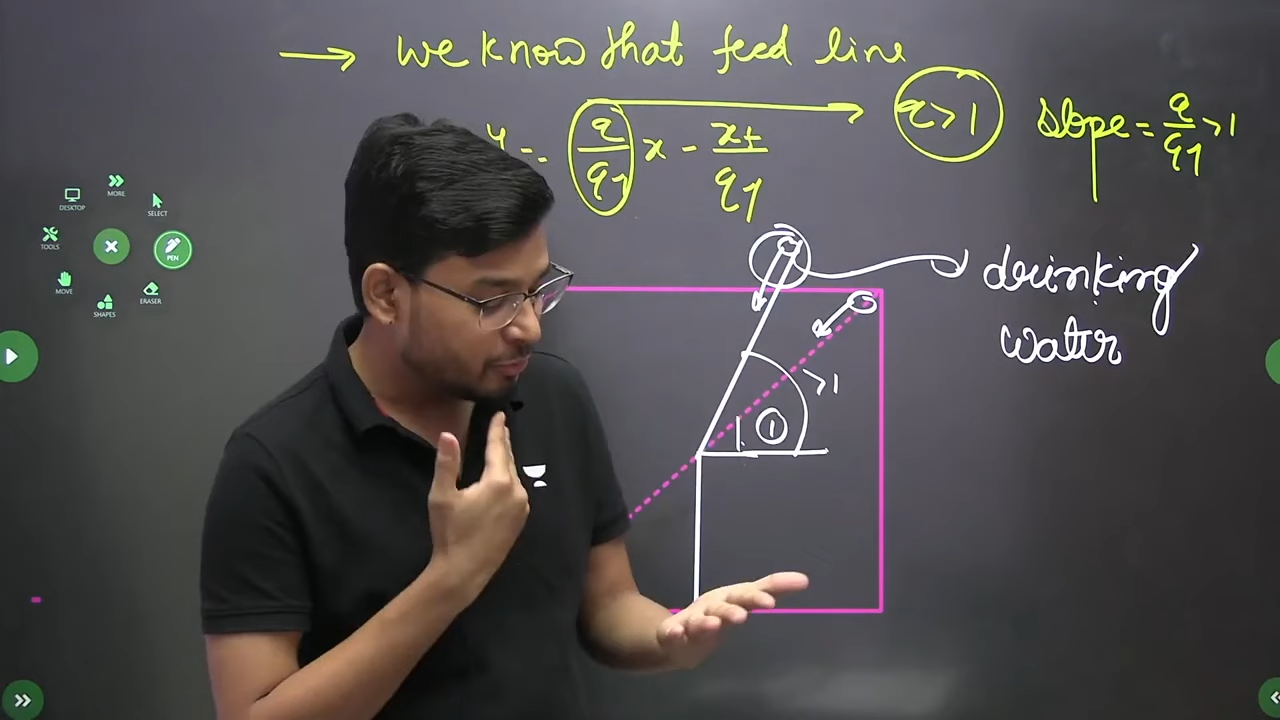 → we know that feed line
y = q/q-1 x - xf/q-1
q>1
slope = q/q-1 >1
MORE
DESKTOP
SELECT
TOOLS
PEN
MOVE
ERASER
SHAPES
drinking
water
>1
1